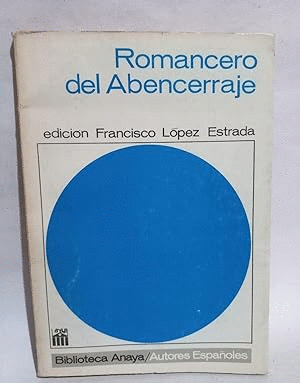 Romancero
del Abencerraje
edicion Francisco López Estrada
Biblioteca Anaya//Autores Españoles